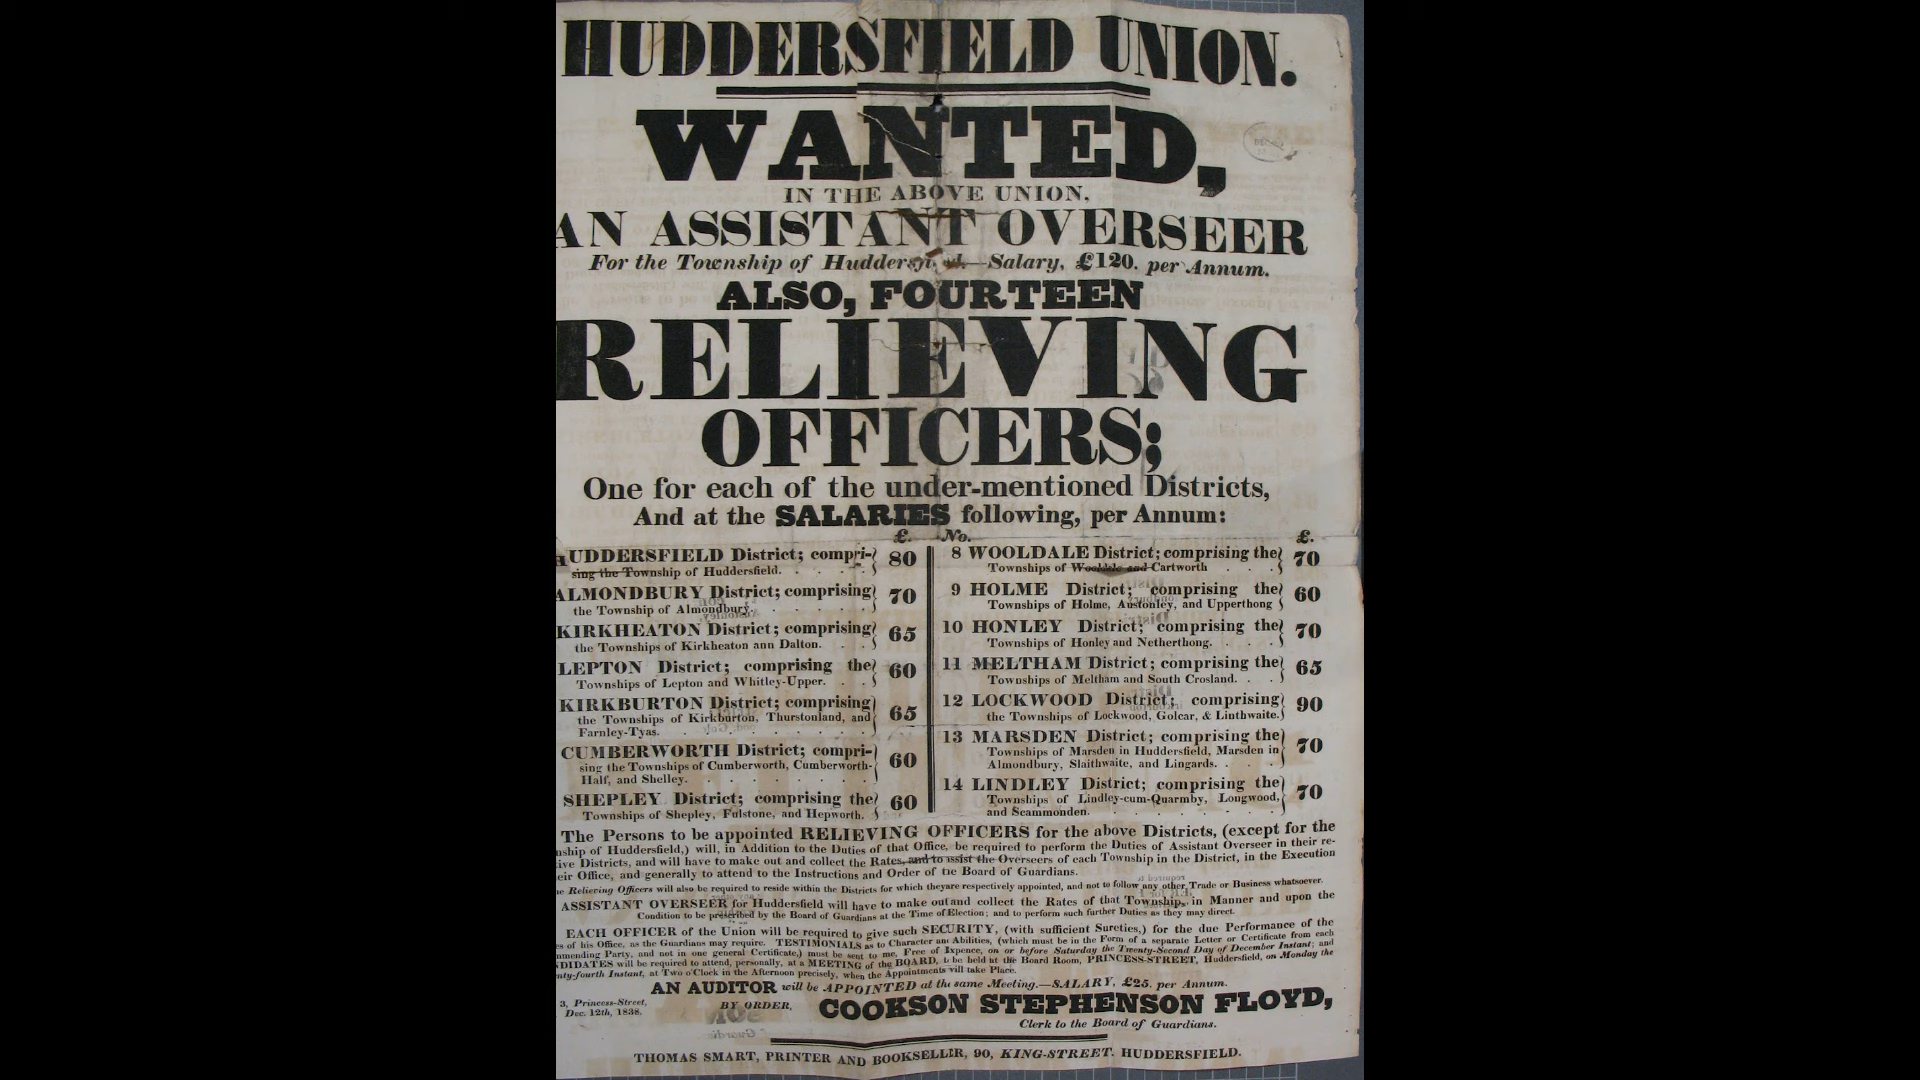 HUDDERSFIELD UNION.
WANTED,
IN THE ABOVE UNION,
AN ASSISTANT OVERSEER
For the Township of Huddersfield.—Salary, £120. per Annum.
ALSO, FOURTEEN
RELIEVING
OFFICERS;
One for each of the under-mentioned Districts,
And at the SALARIES following, per Annum:
£.
UDDERSFIELD District; compri- 80
sing the Township of Huddersfield.
ALMONDBURY District; comprising 70
the Township of Almondbury.
KIRKHEATON District; comprising 65
the Townships of Kirkheaton ann Dalton.
LEPTON District; comprising the 60
Townships of Lepton and Whitley-Upper.
KIRKBURTON District; comprising 65
the Townships of Kirkburton, Thurstonland, and
Farnley-Tyas.
CUMBERWORTH District; compri- 60
sing the Townships of Cumberworth, Cumberworth-
Half, and Shelley.
SHEPLEY District; comprising the 60
Townships of Shepley, Fulstone, and Hepworth.
No. £.
8 WOOLDALE District; comprising the 70
Townships of Wooldale and Cartworth
9 HOLME District; comprising the 60
Townships of Holme, Austonley, and Upperthong
10 HONLEY District; comprising the 70
Townships of Honley and Netherthong.
11 MELTHAM District; comprising the 65
Townships of Meltham and South Crosland.
12 LOCKWOOD District; comprising 90
the Townships of Lockwood, Golcar, & Linthwaite.
13 MARSDEN District; comprising the 70
Townships of Marsden in Huddersfield, Marsden in
Almondbury, Slaithwaite, and Lingards.
14 LINDLEY District; comprising the 70
Townships of Lindley-cum-Quarmby, Longwood,
and Scammonden.
The Persons to be appointed RELIEVING OFFICERS for the above Districts, (except for the
nship of Huddersfield,) will, in Addition to the Duties of that Office, be required to perform the Duties of Assistant Overseer in their re-
ive Districts, and will have to make out and collect the Rates, and to assist the Overseers of each Township in the District, in the Execution
eir Office, and generally to attend to the Instructions and Order of the Board of Guardians.
e Relieving Officers will also be required to reside within the Districts for which they are respectively appointed, and not to follow any other Trade or Business whatsoever.
ASSISTANT OVERSEER for Huddersfield will have to make out and collect the Rates of that Township, in Manner and upon the
Condition to be prescribed by the Board of Guardians at the Time of Election; and to perform such further Duties as they may direct.
EACH OFFICER of the Union will be required to give such SECURITY, (with sufficient Sureties,) for the due Performance of the
es of his Office, as the Guardians may require. TESTIMONIALS as to Character and Abilities, (which must be in the Form of a separate Letter or Certificate from each
mmending Party, and not in one general Certificate,) must be sent to me, Free of Expence, on or before Saturday the Twenty-Second Day of December Instant; and
NDIDATES will be required to attend, personally, at a MEETING of the BOARD, to be held at the Board Room, PRINCESS-STREET, Huddersfield, on Monday the
nty-fourth Instant, at Two o'Clock in the Afternoon precisely, when the Appointments will take Place.
AN AUDITOR will be APPOINTED at the same Meeting.—SALARY, £25. per Annum.
3, Princess-Street,
Dec. 12th, 1838.
BY ORDER,
COOKSON STEPHENSON FLOYD,
Clerk to the Board of Guardians.
THOMAS SMART, PRINTER AND BOOKSELLER, 90, KING-STREET, HUDDERSFIELD.